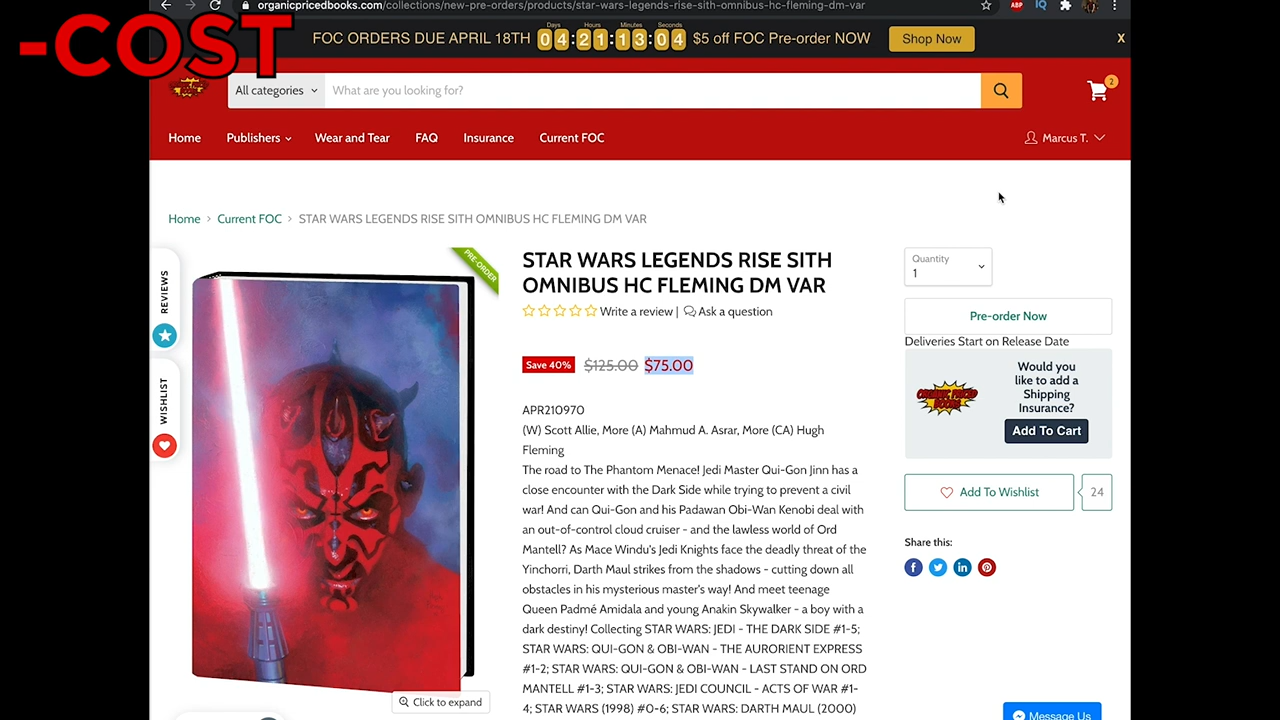 -COST
organicpricedbooks.com/collections/new-pre-orders/products/star-wars-legends-rise-sith-omnibus-hc-fleming-dm-var
ABP
IQ
FOC ORDERS DUE APRIL 18TH
Days Hours Minutes Seconds
04:21:13:04
$5 off FOC Pre-order NOW
Shop Now
X
All categories
What are you looking for?
2
Home
Publishers
Wear and Tear
FAQ
Insurance
Current FOC
Marcus T.
Home > Current FOC > STAR WARS LEGENDS RISE SITH OMNIBUS HC FLEMING DM VAR
REVIEWS
WISHLIST
PRE-ORDER
Click to expand
STAR WARS LEGENDS RISE SITH
OMNIBUS HC FLEMING DM VAR
Write a review | Ask a question
Save 40% $125.00 $75.00
APR210970
(W) Scott Allie, More (A) Mahmud A. Asrar, More (CA) Hugh
Fleming
The road to The Phantom Menace! Jedi Master Qui-Gon Jinn has a
close encounter with the Dark Side while trying to prevent a civil
war! And can Qui-Gon and his Padawan Obi-Wan Kenobi deal with
an out-of-control cloud cruiser - and the lawless world of Ord
Mantell? As Mace Windu's Jedi Knights face the deadly threat of the
Yinchorri, Darth Maul strikes from the shadows - cutting down all
obstacles in his mysterious master's way! And meet teenage
Queen Padmé Amidala and young Anakin Skywalker - a boy with a
dark destiny! Collecting STAR WARS: JEDI - THE DARK SIDE #1-5;
STAR WARS: QUI-GON & OBI-WAN - THE AURORIENT EXPRESS
#1-2; STAR WARS: QUI-GON & OBI-WAN - LAST STAND ON ORD
MANTELL #1-3; STAR WARS: JEDI COUNCIL - ACTS OF WAR #1-
4; STAR WARS (1998) #0-6; STAR WARS: DARTH MAUL (2000)
Quantity
1
Pre-order Now
Deliveries Start on Release Date
ORGANIC PRICED
BOOKS
Would you
like to add a
Shipping
Insurance?
Add To Cart
Add To Wishlist
24
Share this:
Message Us